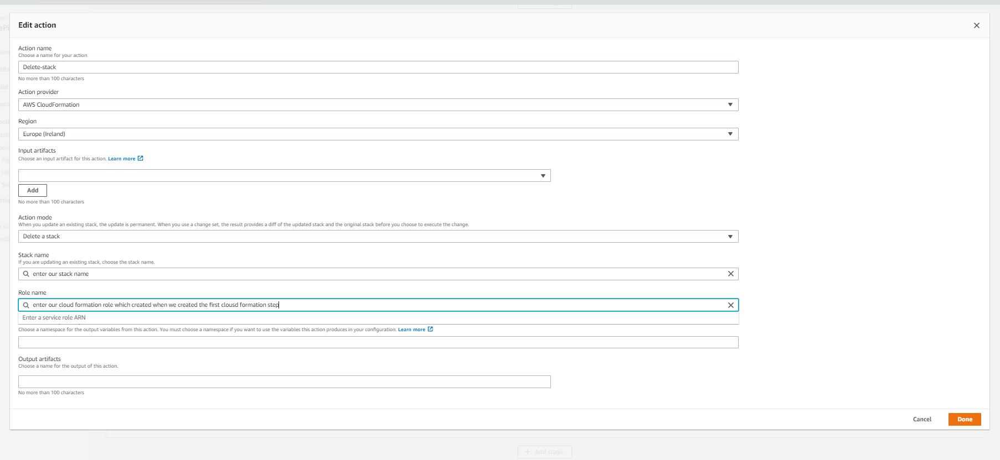 Edit action
Action name
Choose a name for your action
Delete-stack
No more than 100 characters
Action provider
AWS CloudFormation
Region
Europe (Ireland)
Input artifacts
Choose an input artifact for this action. Learn more
Add
No more than 100 characters
Action mode
When you update an existing stack, the update is permanent. When you use a change set, the result provides a diff of the updated stack and the original stack before you choose to execute the change.
Delete a stack
Stack name
If you are updating an existing stack, choose the stack name.
enter our stack name
Role name
enter our cloud formation role which created when we created the first clousd formation step
Enter a service role ARN
Choose a namespace for the output variables from this action. You must choose a namespace if you want to use the variables this action produces in your configuration. Learn more
Output artifacts
Choose a name for the output of this action.
No more than 100 characters
Cancel
Done
Add stage